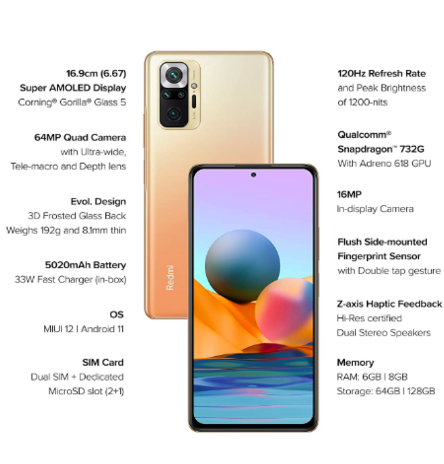 16.9cm (6.67)
Super AMOLED Display
Corning® Gorilla® Glass 5
64MP Quad Camera
with Ultra-wide,
Tele-macro and Depth lens
Evol. Design
3D Frosted Glass Back
Weighs 192g and 8.1mm thin
5020mAh Battery
33W Fast Charger (in-box)
OS
MIUI 12 | Android 11
SIM Card
Dual SIM + Dedicated
MicroSD slot (2+1)
Redmi
120Hz Refresh Rate
and Peak Brightness
of 1200-nits
Qualcomm®
Snapdragon™ 732G
With Adreno 618 GPU
16MP
In-display Camera
Flush Side-mounted
Fingerprint Sensor
with Double tap gesture
Z-axis Haptic Feedback
Hi-Res certified
Dual Stereo Speakers
Memory
RAM: 6GB | 8GB
Storage: 64GB | 128GB